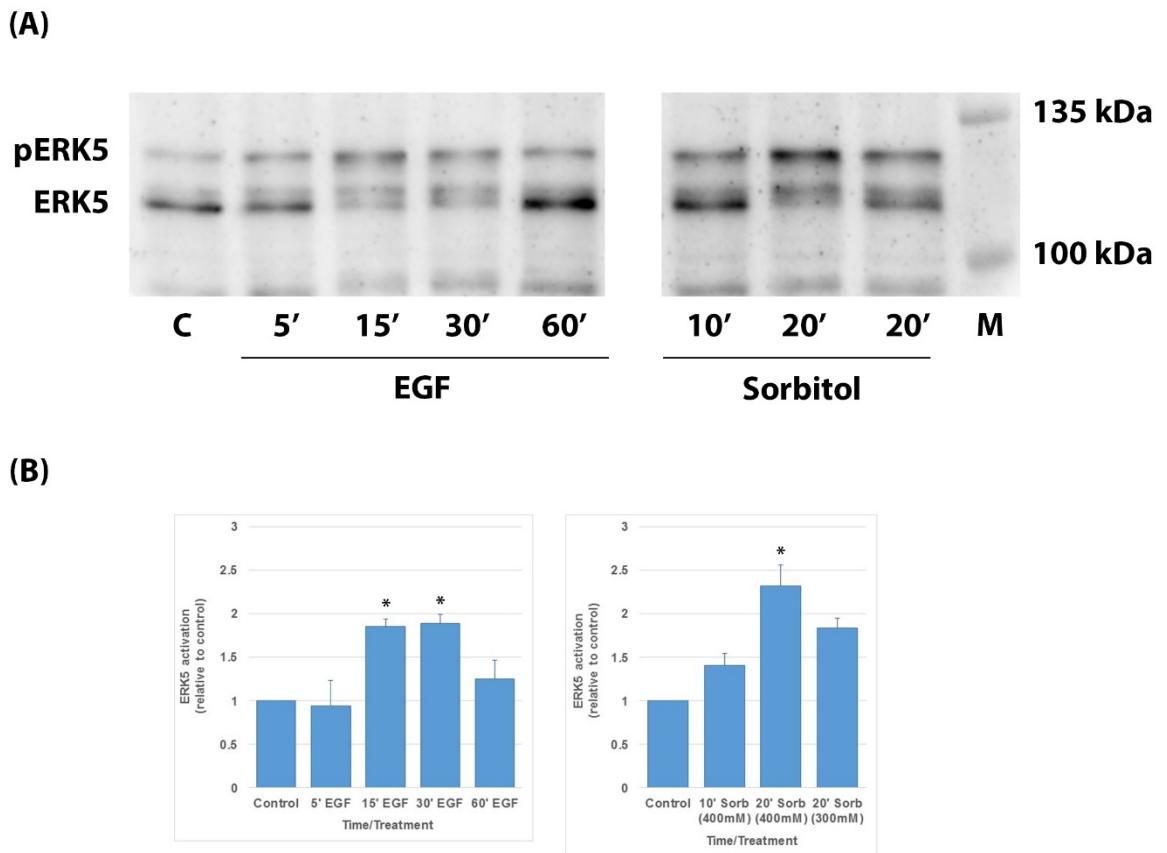 (A)
pERK5
ERK5
135 kDa
100 kDa
C 5’ 15’ 30’ 60’ 10’ 20’ 20’ M
EGF Sorbitol
(B)
ERK5 activation
(relative to control)
3
2.5
2
1.5
1
0.5
0
* *
Control 5' EGF 15' EGF 30' EGF 60' EGF
Time/Treatment
ERK5 activation
(relative to control)
3
2.5
2
1.5
1
0.5
0
*
Control 10' Sorb 20' Sorb 20' Sorb
(400mM) (400mM) (300mM)
Time/Treatment